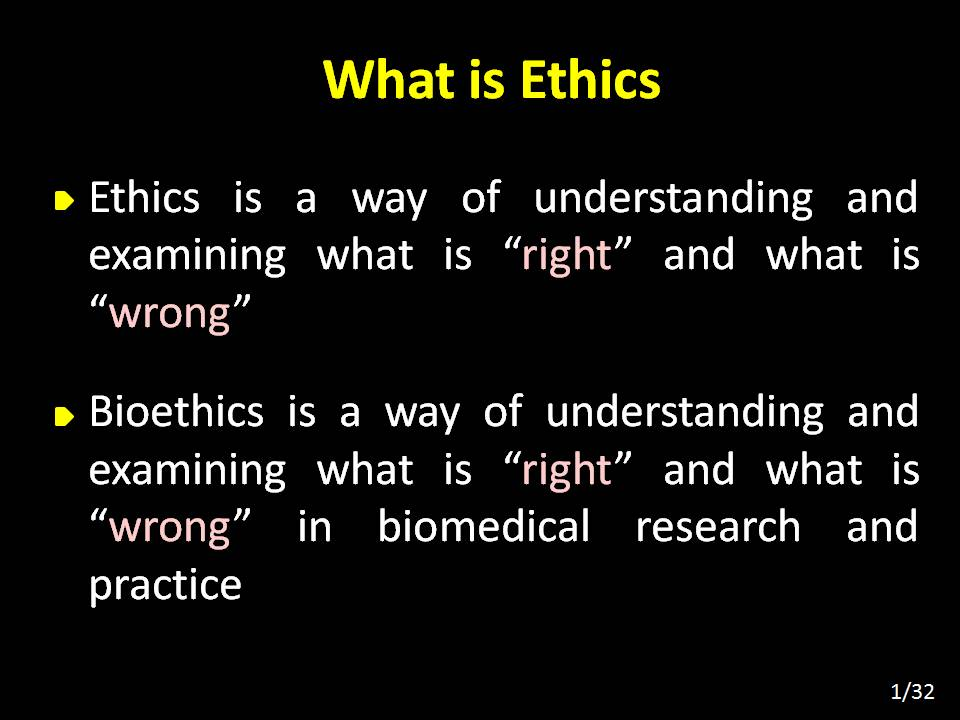 What is Ethics
Ethics is a way of understanding and
examining what is “right” and what is
“wrong”
Bioethics is a way of understanding and
examining what is “right” and what is
“wrong” in biomedical research and
practice
1/32